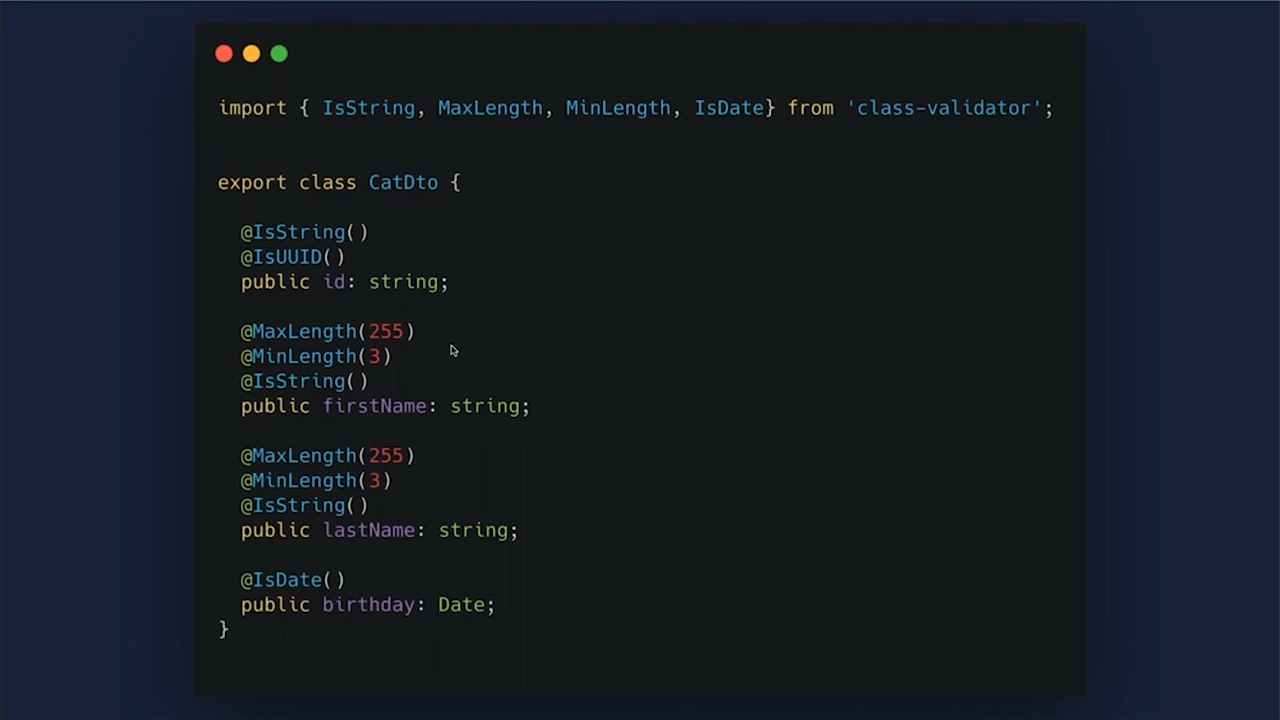 import { IsString, MaxLength, MinLength, IsDate} from 'class-validator';
export class CatDto {
@IsString()
@IsUUID()
public id: string;
@MaxLength(255)
@MinLength(3)
@IsString()
public firstName: string;
@MaxLength(255)
@MinLength(3)
@IsString()
public lastName: string;
@IsDate()
public birthday: Date;
}